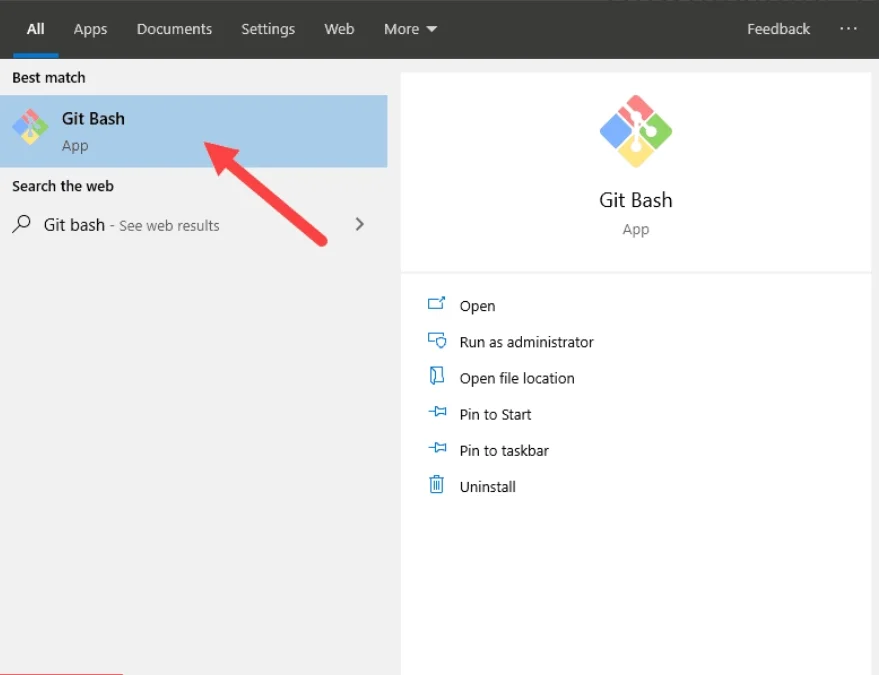 All Apps Documents Settings Web More Feedback ···
Best match
Git Bash
App
Search the web
Git bash - See web results
Git Bash
App
Open
Run as administrator
Open file location
Pin to Start
Pin to taskbar
Uninstall